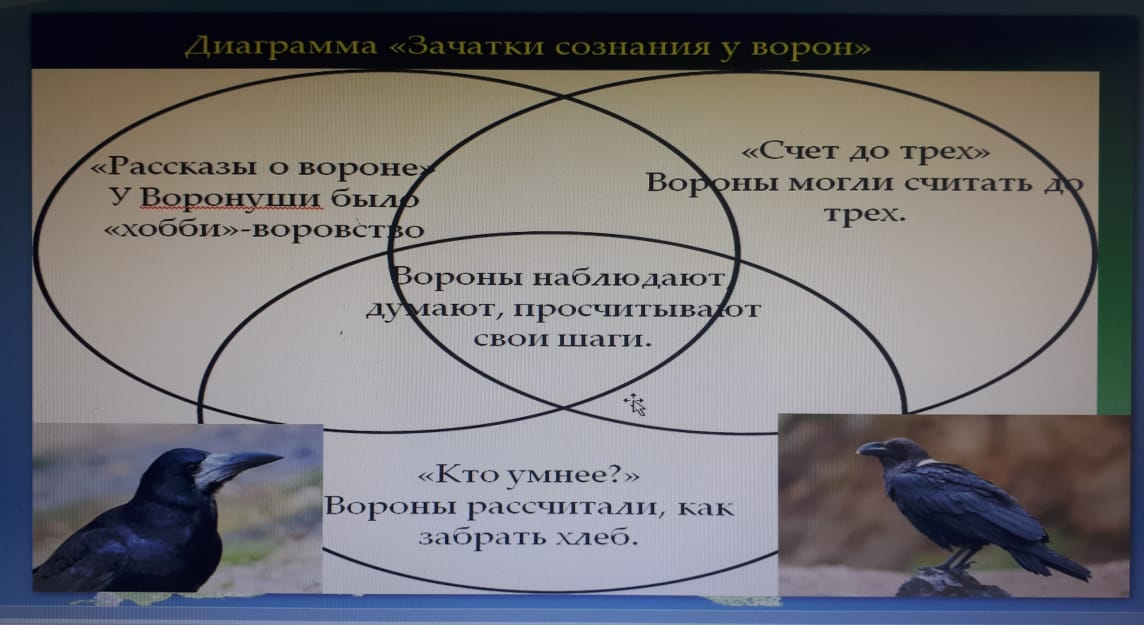 Диаграмма «Зачатки сознания у ворон»
«Рассказы о вороне»
У Воронуши было
«хобби»-воровство
«Счет до трех»
Вороны могли считать до
трех.
Вороны наблюдают
думают, просчитывают
свои шаги.
«Кто умнее?»
Вороны рассчитали, как
забрать хлеб.